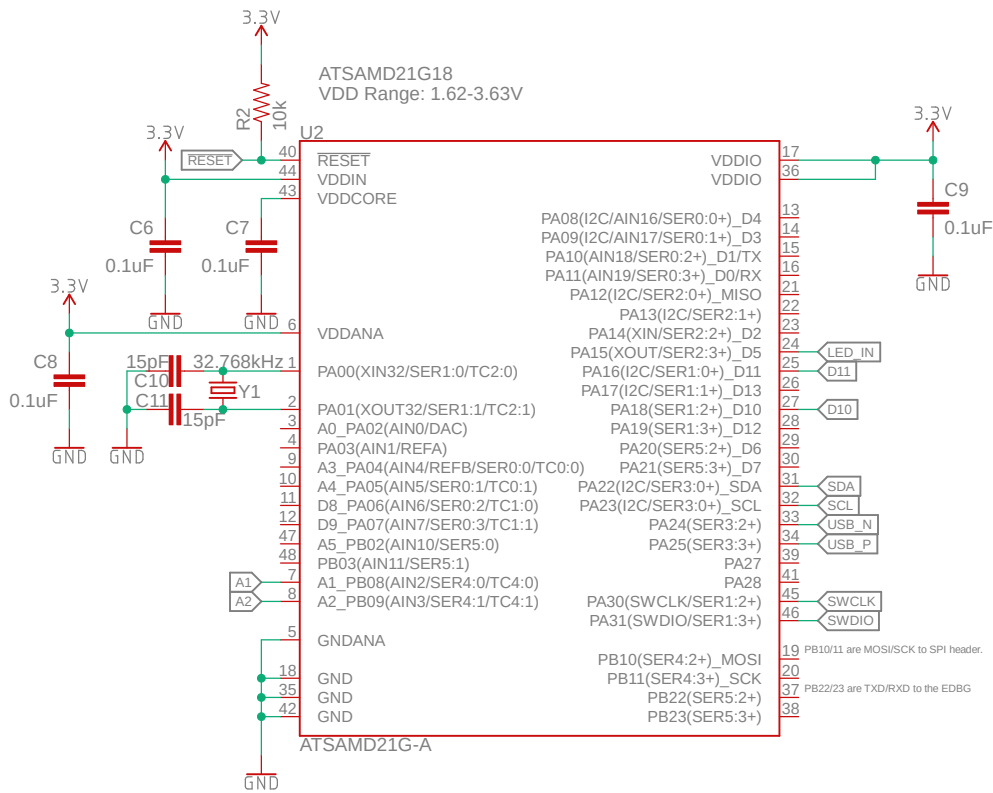 3.3V
ATSAMD21G18
VDD Range: 1.62-3.63V
R2
10k
U2
3.3V
3.3V
RESET
40
RESET
44
VDDIN
43
VDDCORE
C6
0.1uF
C7
0.1uF
GND
GND
3.3V
6
VDDANA
C8
0.1uF
15pF
C10
32.768kHz
1
PA00(XIN32/SER1:0/TC2:0)
Y1
C11
15pF
2
PA01(XOUT32/SER1:1/TC2:1)
GND
GND
3
A0_PA02(AIN0/DAC)
4
PA03(AIN1/REFA)
9
A3_PA04(AIN4/REFB/SER0:0/TC0:0)
10
A4_PA05(AIN5/SER0:1/TC0:1)
11
D8_PA06(AIN6/SER0:2/TC1:0)
12
D9_PA07(AIN7/SER0:3/TC1:1)
47
A5_PB02(AIN10/SER5:0)
48
PB03(AIN11/SER5:1)
A1
7
A1_PB08(AIN2/SER4:0/TC4:0)
A2
8
A2_PB09(AIN3/SER4:1/TC4:1)
5
GNDANA
18
GND
35
GND
42
GND
ATSAMD21G-A
GND
VDDIO
17
VDDIO
36
C9
0.1uF
GND
PA08(I2C/AIN16/SER0:0+)_D4
13
PA09(I2C/AIN17/SER0:1+)_D3
14
PA10(AIN18/SER0:2+)_D1/TX
15
PA11(AIN19/SER0:3+)_D0/RX
16
PA12(I2C/SER2:0+)_MISO
21
PA13(I2C/SER2:1+)
22
PA14(XIN/SER2:2+)_D2
23
PA15(XOUT/SER2:3+)_D5
24
LED_IN
PA16(I2C/SER1:0+)_D11
25
D11
PA17(I2C/SER1:1+)_D13
26
PA18(SER1:2+)_D10
27
D10
PA19(SER1:3+)_D12
28
PA20(SER5:2+)_D6
29
PA21(SER5:3+)_D7
30
PA22(I2C/SER3:0+)_SDA
31
SDA
PA23(I2C/SER3:0+)_SCL
32
SCL
PA24(SER3:2+)
33
USB_N
PA25(SER3:3+)
34
USB_P
PA27
39
PA28
41
PA30(SWCLK/SER1:2+)
45
SWCLK
PA31(SWDIO/SER1:3+)
46
SWDIO
PB10(SER4:2+)_MOSI
19
PB10/11 are MOSI/SCK to SPI header.
PB11(SER4:3+)_SCK
20
PB22(SER5:2+)
37
PB22/23 are TXD/RXD to the EDBG
PB23(SER5:3+)
38